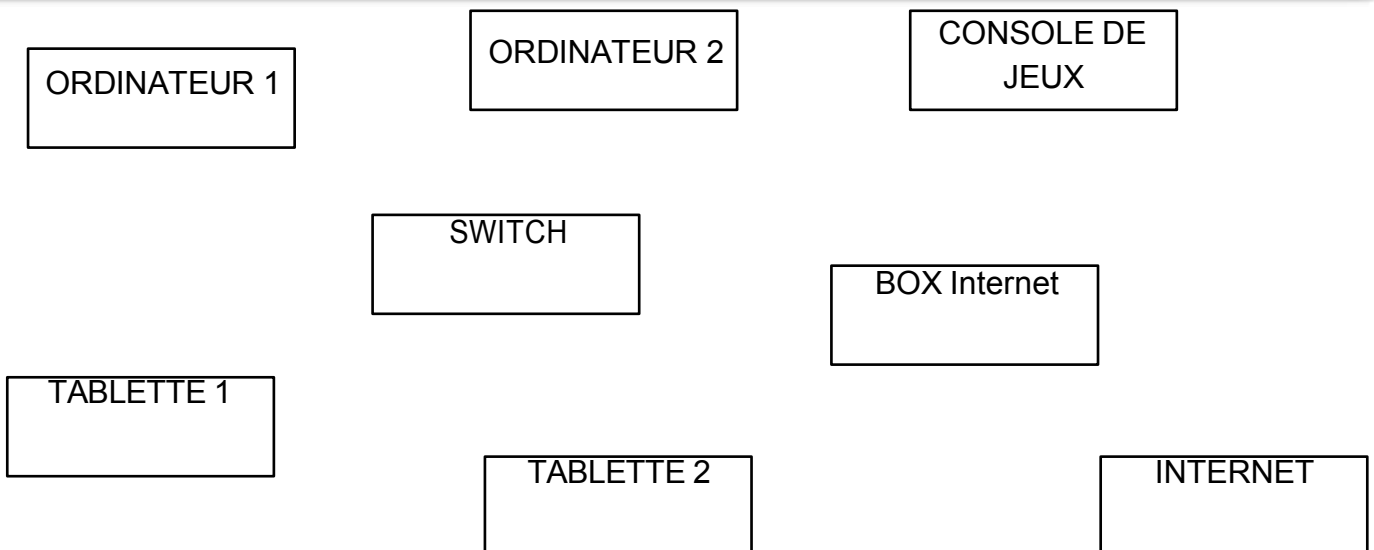 ORDINATEUR 1
ORDINATEUR 2
CONSOLE DE
JEUX
SWITCH
BOX Internet
TABLETTE 1
TABLETTE 2
INTERNET